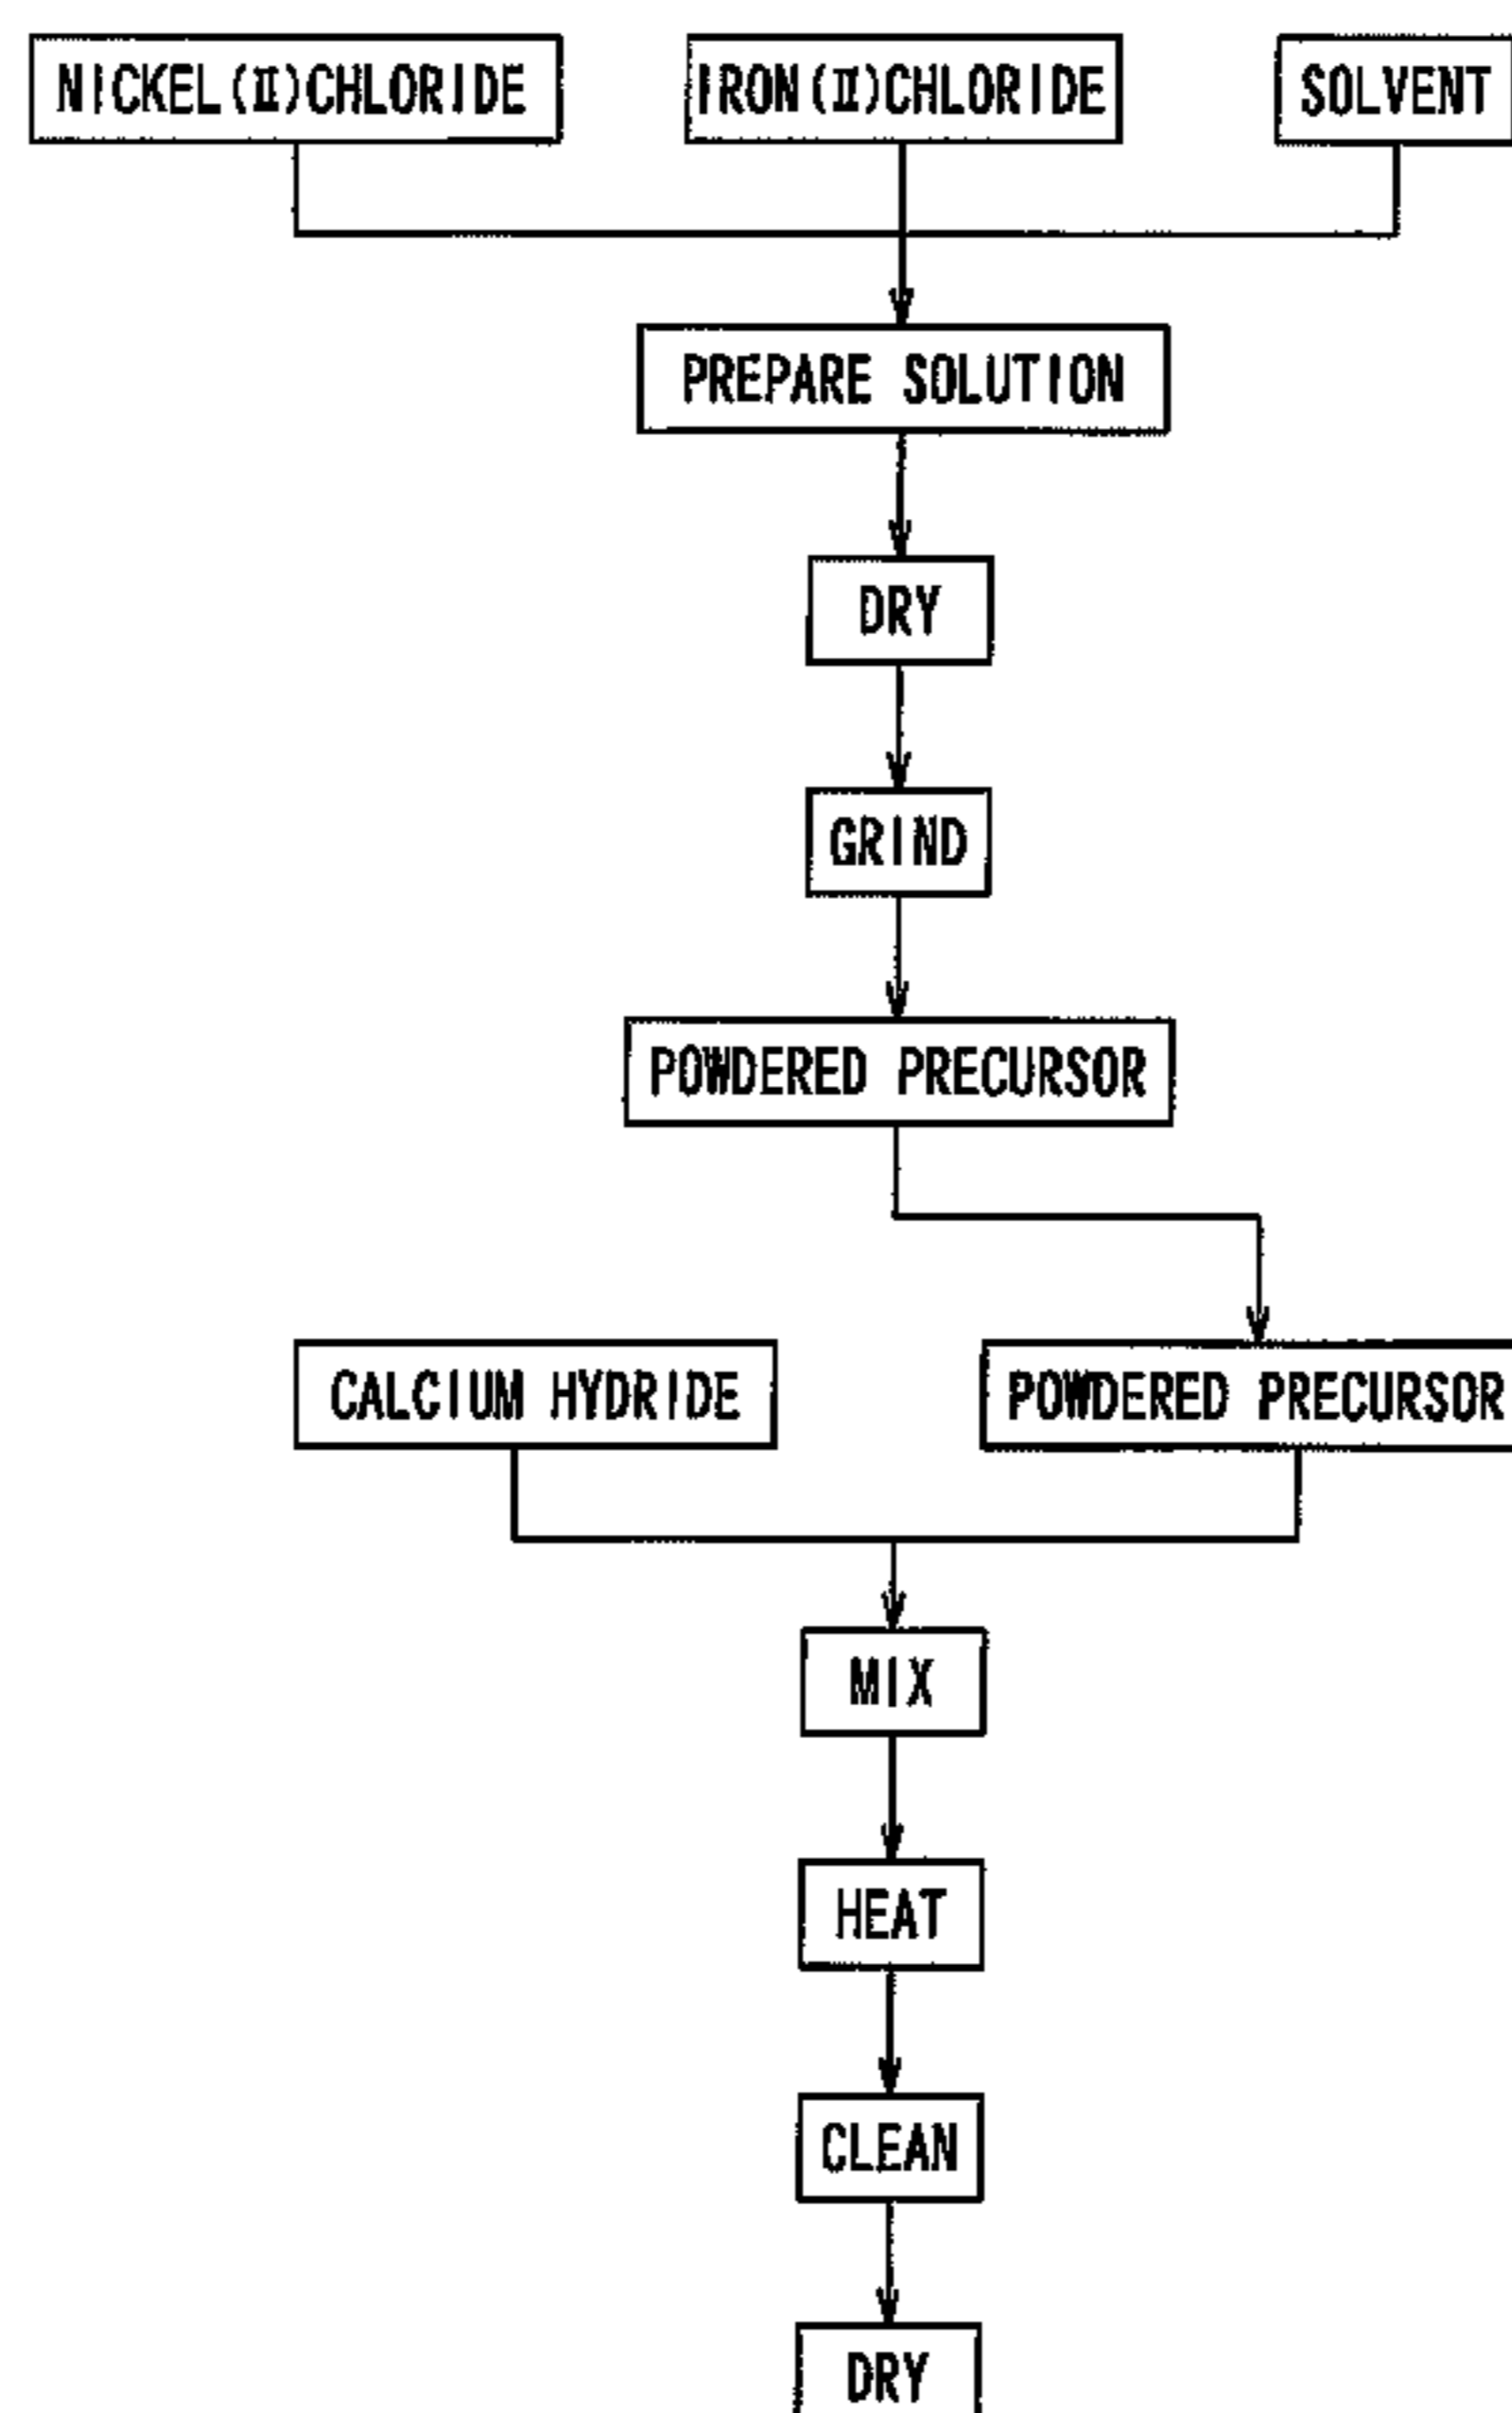 NICKEL(II)CHLORIDE IRON(II)CHLORIDE SOLVENT
PREPARE SOLUTION
DRY
GRIND
POWDERED PRECURSOR
CALCIUM HYDRIDE POWDERED PRECURSOR
MIX
HEAT
CLEAN
DRY